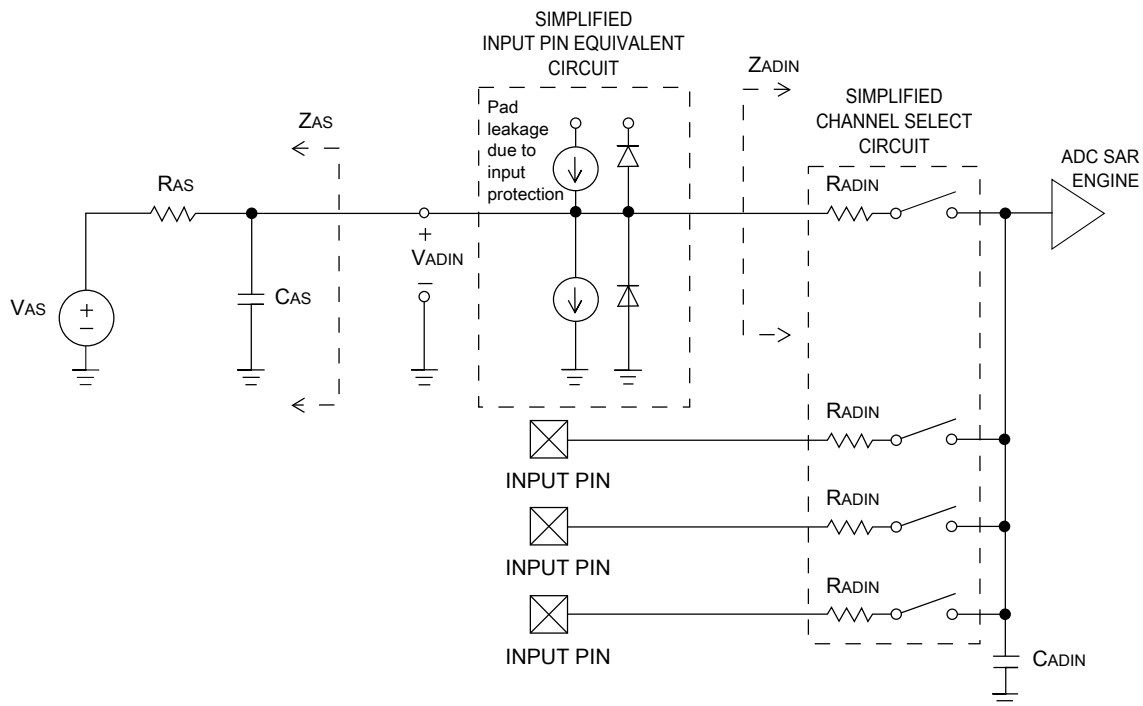 SIMPLIFIED
INPUT PIN EQUIVALENT
CIRCUIT
Pad
leakage
due to
input
protection
ZAS
RAS
VAS
+
−
CAS
+
VADIN
−
ZADIN
SIMPLIFIED
CHANNEL SELECT
CIRCUIT
RADIN
ADC SAR
ENGINE
RADIN
INPUT PIN
RADIN
INPUT PIN
RADIN
INPUT PIN
CADIN